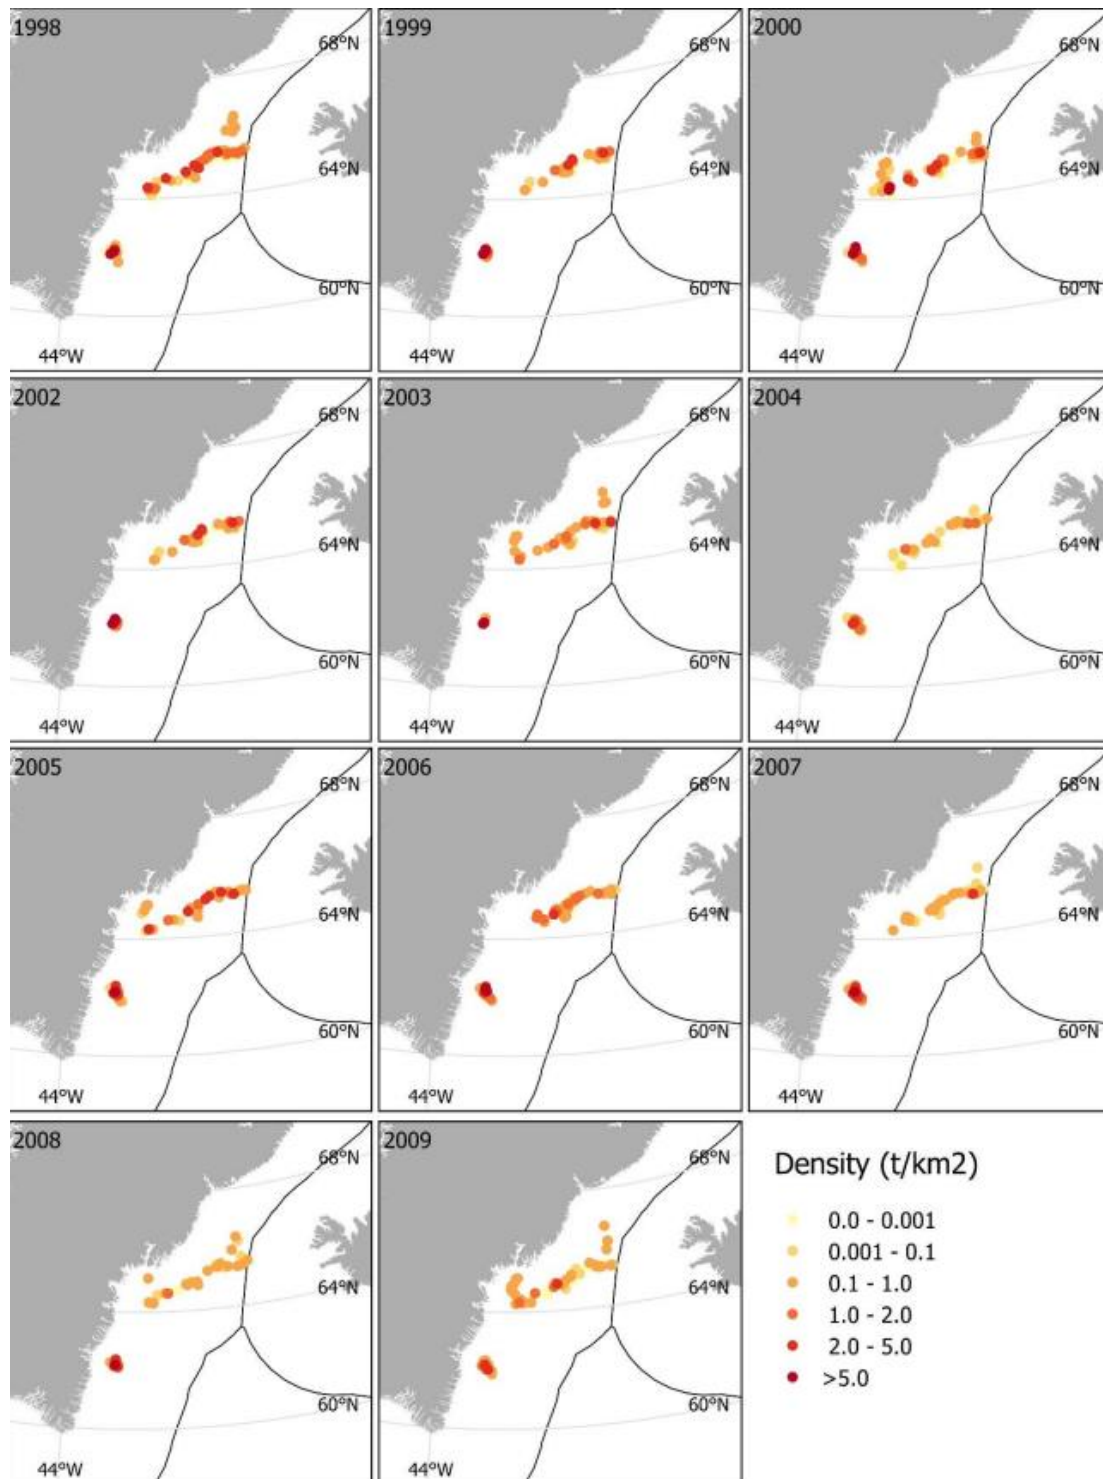 1998
68°N
64°N
60°N
44°W
1999
68°N
64°N
60°N
44°W
2000
68°N
64°N
60°N
44°W
2002
68°N
64°N
60°N
44°W
2003
68°N
64°N
60°N
44°W
2004
68°N
64°N
60°N
44°W
2005
68°N
64°N
60°N
44°W
2006
68°N
64°N
60°N
44°W
2007
68°N
64°N
60°N
44°W
2008
68°N
64°N
60°N
44°W
2009
68°N
64°N
60°N
44°W
Density (t/km2)
0.0 - 0.001
0.001 - 0.1
0.1 - 1.0
1.0 - 2.0
2.0 - 5.0
>5.0